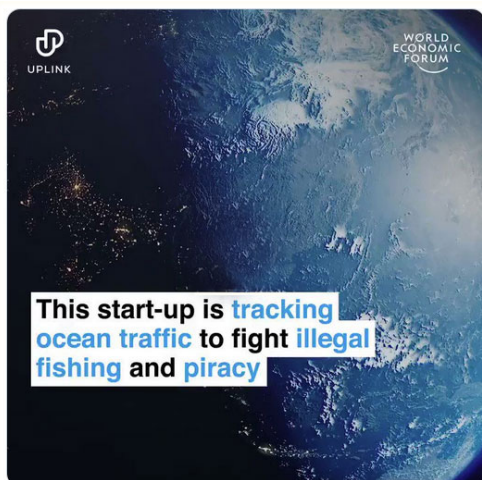 UPLINK
WORLD
ECONOMIC
FORUM
This start-up is tracking
ocean traffic to fight illegal
fishing and piracy